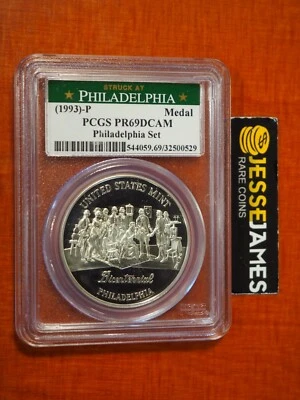 STRUCK AT
PHILADELPHIA
(1993)-P Medal
PCGS PR69DCAM
Philadelphia Set
544059.69/32500529
UNITED STATES MINT
Bicentennial
PHILADELPHIA
JESSE JAMES
RARE COINS